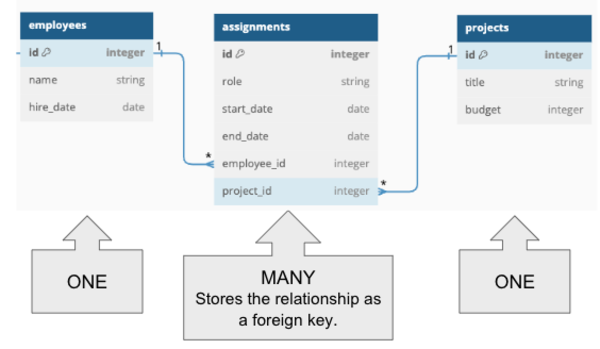 employees
id integer
name string
hire_date date
1
assignments
id integer
role string
start_date date
end_date date
* employee_id integer
project_id integer *
projects
1 id integer
title string
budget integer
ONE
MANY
Stores the relationship as
a foreign key.
ONE